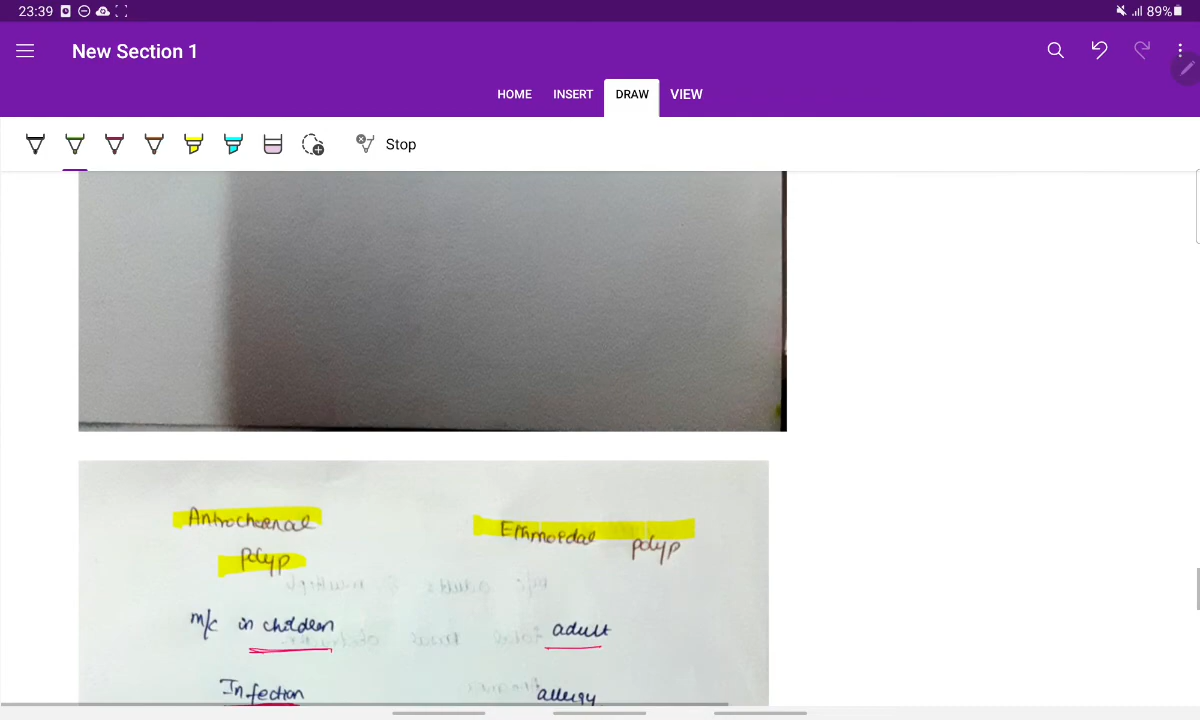 23:39
89%
New Section 1
HOME INSERT DRAW VIEW
Stop
Antrochoanal Ethmoidal polyp
polyp
m/c in children adult
Infection allergy